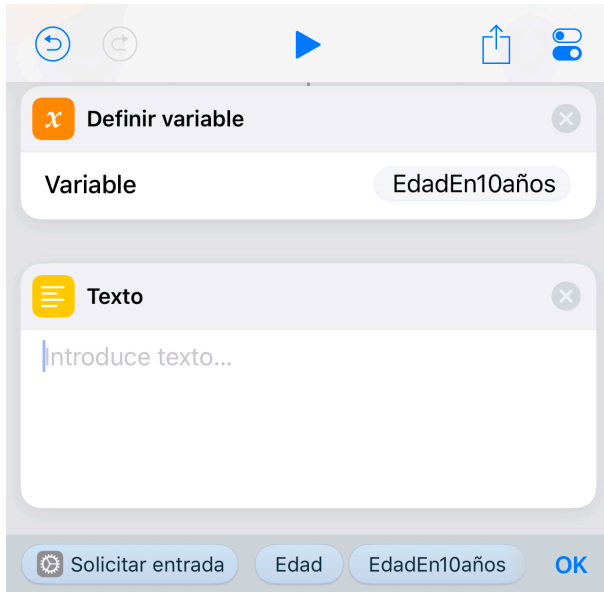 Definir variable
Variable EdadEn10años
Texto
Introduce texto...
Solicitar entrada Edad EdadEn10años OK